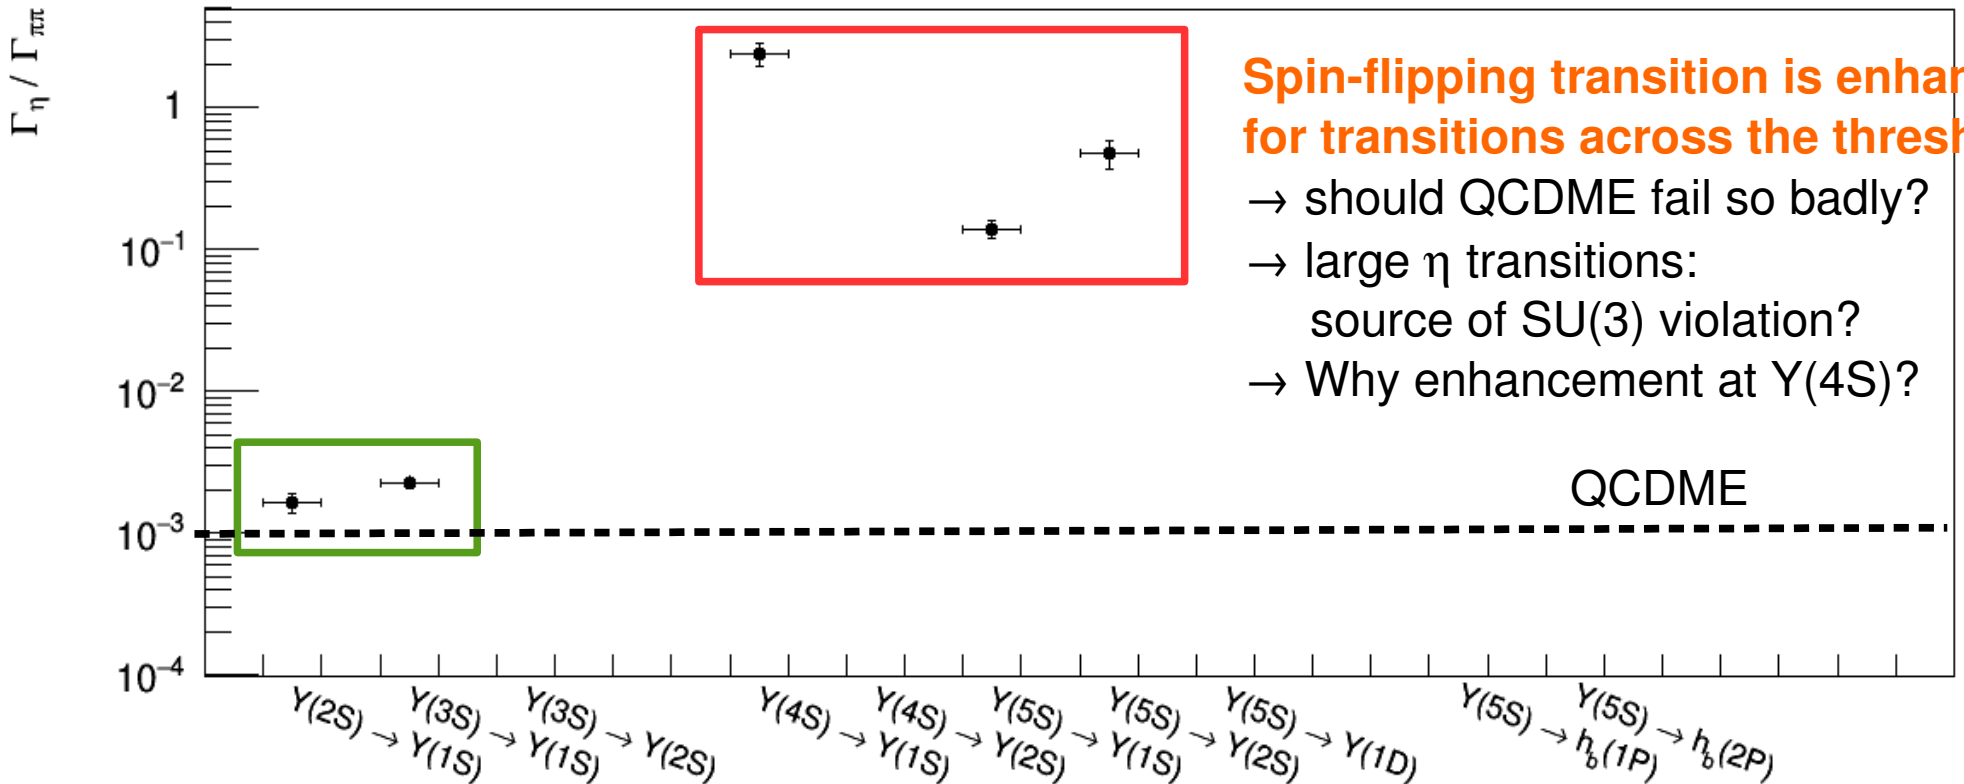 Γη / Γππ
1
10⁻¹
10⁻²
10⁻³
10⁻⁴
Spin-flipping transition is enhan
for transitions across the thresh
→ should QCDME fail so badly?
→ large η transitions:
source of SU(3) violation?
→ Why enhancement at Y(4S)?
QCDME
Y(2S) → Y(1S)
Y(3S) → Y(1S)
Y(3S) → Y(2S)
Y(4S) → Y(1S)
Y(4S) → Y(2S)
Y(5S) → Y(1S)
Y(5S) → Y(2S)
Y(5S) → Y(1D)
Y(5S) → h_b(1P)
Y(5S) → h_b(2P)